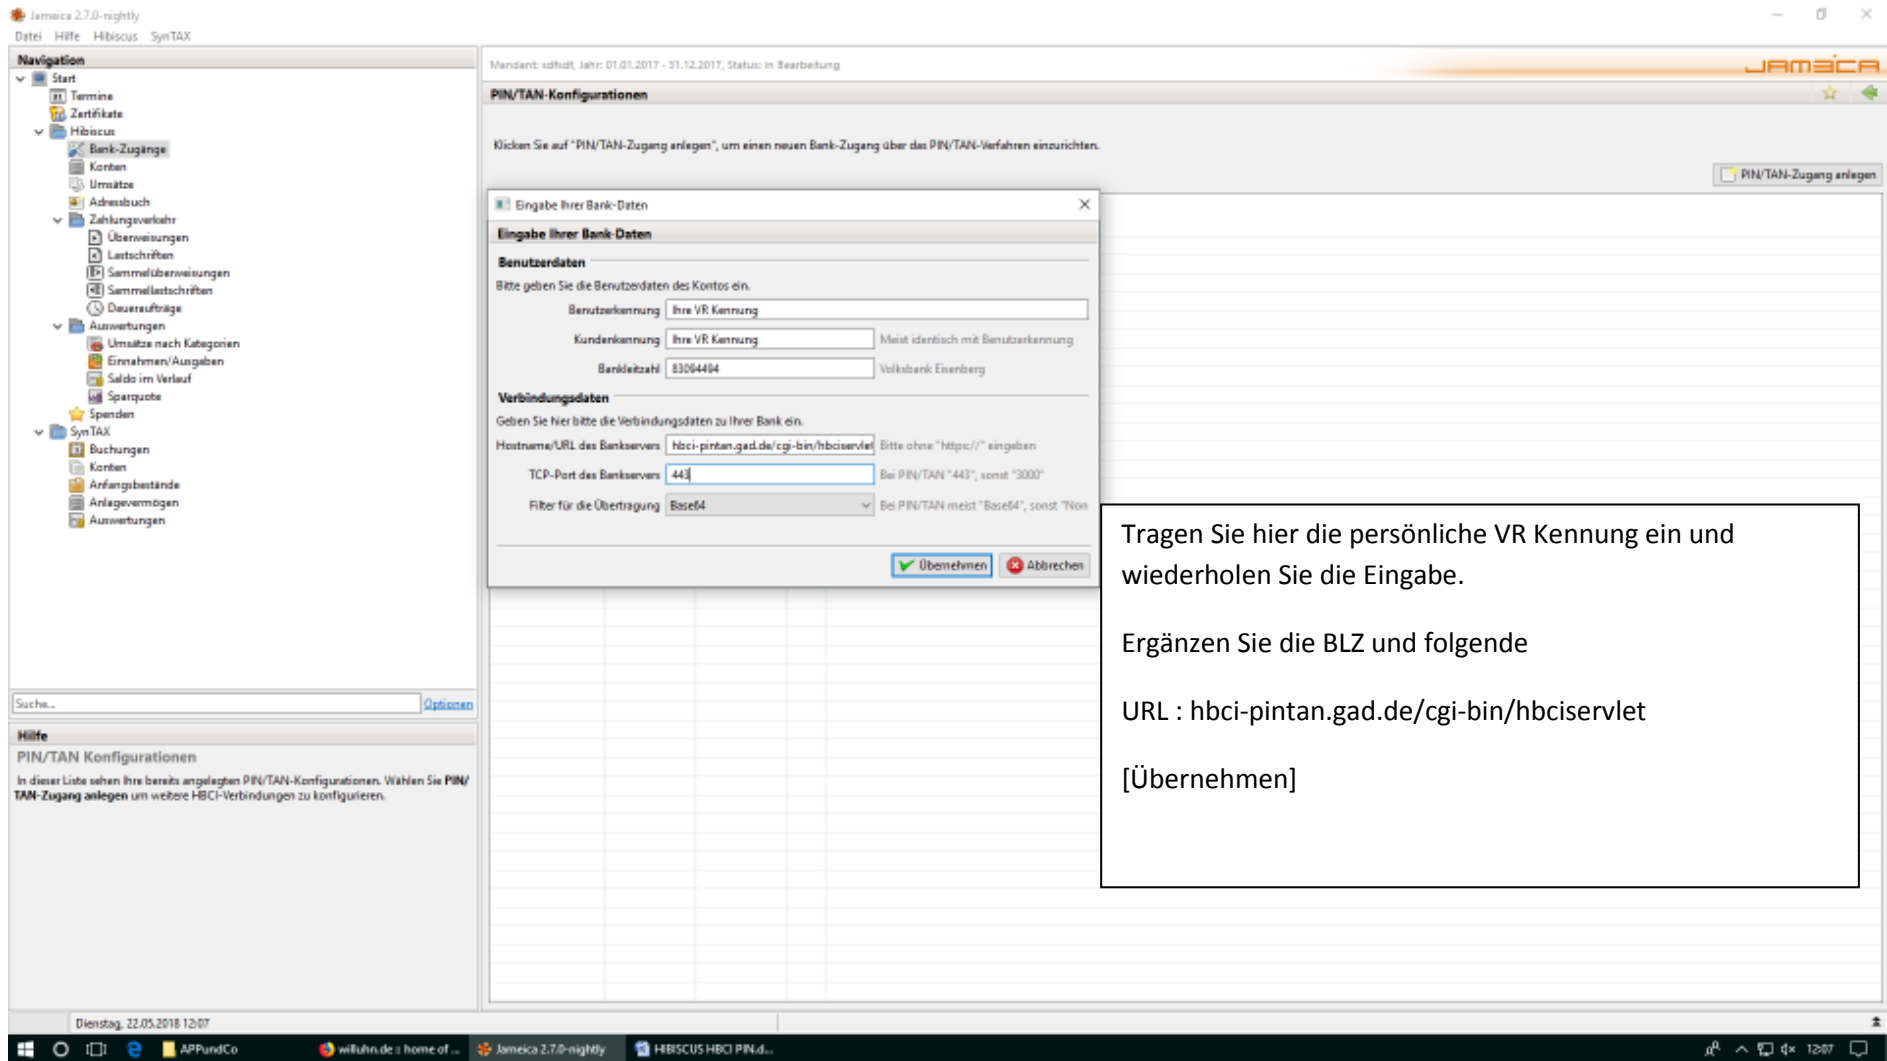 Jameica 2.7.0-nightly
Datei Hilfe Hibiscus SynTAX
Navigation
Start
Termine
Zertifikate
Hibiscus
Bank-Zugänge
Konten
Umsätze
Adressbuch
Zahlungsverkehr
Überweisungen
Lastschriften
Sammelüberweisungen
Sammellastschriften
Daueraufträge
Auswertungen
Umsätze nach Kategorien
Einnahmen/Ausgaben
Saldo im Verlauf
Sparquote
Spenden
SynTAX
Buchungen
Konten
Anfangsbestände
Anlagevermögen
Auswertungen
Suche...
Optionen
Hilfe
PIN/TAN Konfigurationen
In dieser Liste sehen Ihre bereits angelegten PIN/TAN-Konfigurationen. Wählen Sie PIN/
TAN-Zugang anlegen um weitere HBCI-Verbindungen zu konfigurieren.
Mandant: sdfsdf, Jahr: 01.01.2017 - 31.12.2017, Status: in Bearbeitung
JAMEICA
PIN/TAN-Konfigurationen
Klicken Sie auf "PIN/TAN-Zugang anlegen", um einen neuen Bank-Zugang über das PIN/TAN-Verfahren einzurichten.
PIN/TAN-Zugang anlegen
Eingabe Ihrer Bank-Daten
Eingabe Ihrer Bank-Daten
Benutzerdaten
Bitte geben Sie die Benutzerdaten des Kontos ein.
Benutzerkennung Ihre VR Kennung
Kundenkennung Ihre VR Kennung Meist identisch mit Benutzerkennung
Bankleitzahl 83094494 Volksbank Eisenberg
Verbindungsdaten
Geben Sie hier bitte die Verbindungsdaten zu Ihrer Bank ein.
Hostname/URL des Bankservers hbci-pintan.gad.de/cgi-bin/hbciservlet Bitte ohne "https://" eingeben
TCP-Port des Bankservers 443 Bei PIN/TAN "443", sonst "3000"
Filter für die Übertragung Base64 Bei PIN/TAN meist "Base64", sonst "Non
Übernehmen Abbrechen
Tragen Sie hier die persönliche VR Kennung ein und
wiederholen Sie die Eingabe.
Ergänzen Sie die BLZ und folgende
URL : hbci-pintan.gad.de/cgi-bin/hbciservlet
[Übernehmen]
Dienstag, 22.05.2018 12:07
APPundCo willuhn.de :: home of ... Jameica 2.7.0-nightly HIBISCUS HBCI PIN.d... 12:07